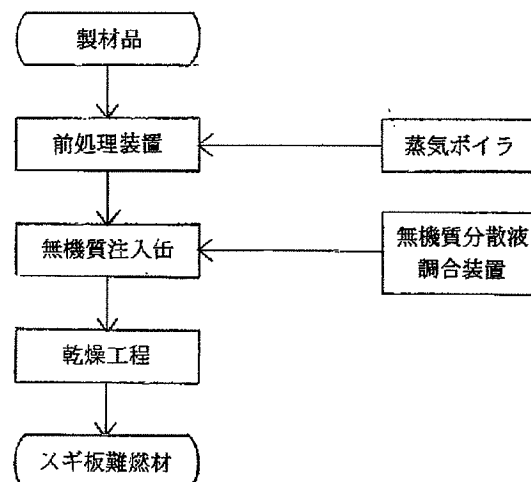 製材品
前処理装置
蒸気ボイラ
無機質注入缶
無機質分散液
調合装置
乾燥工程
スギ板難燃材